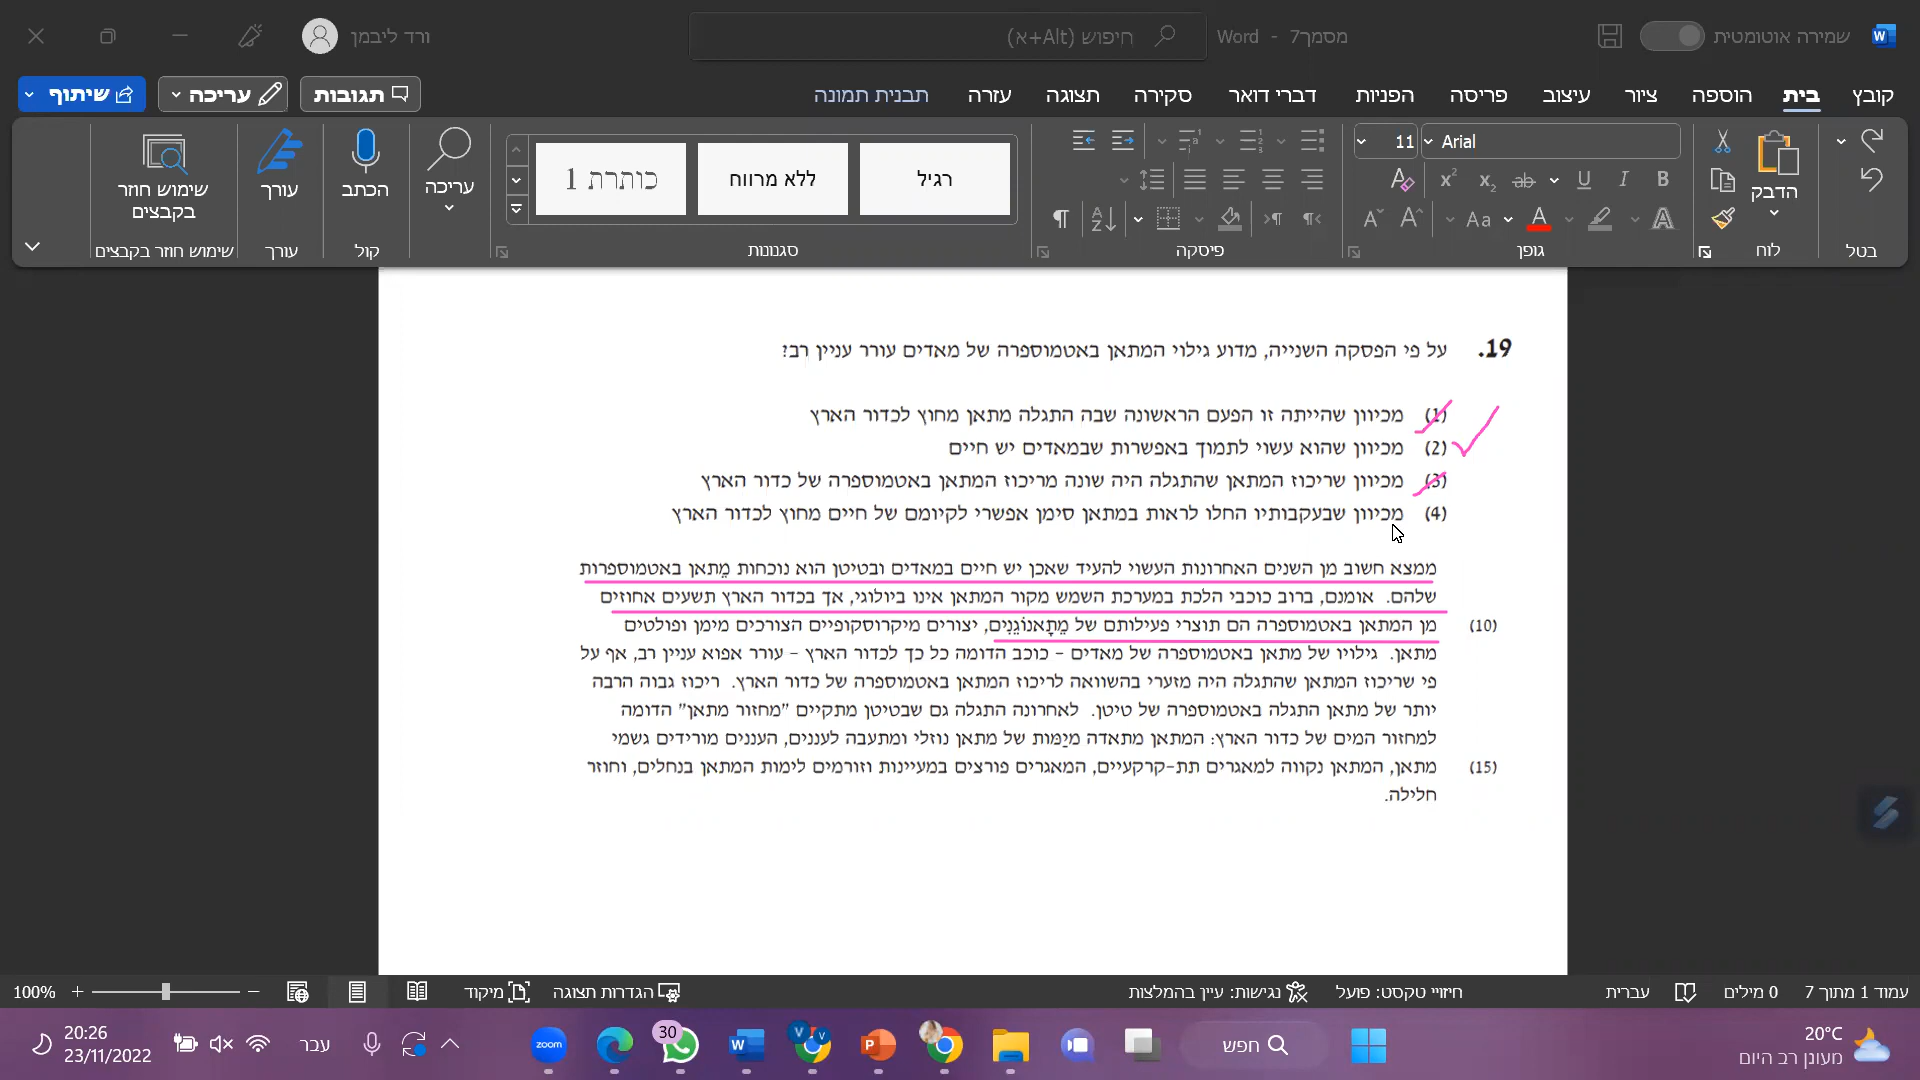 שמירה אוטומטית
מסמך7 - Word
חיפוש (Alt+א)
ורד ליבמן
קובץ בית הוספה ציור עיצוב פריסה הפניות דברי דואר סקירה תצוגה עזרה תבנית תמונה
תגובות עריכה שיתוף
הדבק
Arial 11
B I U ab x₂ x²
A Aa A A A
רגיל
ללא מרווח
כותרת 1
עריכה
הכתב
עורך
שימוש חוזר
בקבצים
בטל לוח גופן פיסקה סגנונות קול עורך שימוש חוזר בקבצים
19. על פי הפסקה השנייה, מדוע גילוי המתאן באטמוספרה של מאדים עורר עניין רב?
(1) מכיוון שהייתה זו הפעם הראשונה שבה התגלה מתאן מחוץ לכדור הארץ
(2) מכיוון שהוא עשוי לתמוך באפשרות שבמאדים יש חיים
(3) מכיוון שריכוז המתאן שהתגלה היה שונה מריכוז המתאן באטמוספרה של כדור הארץ
(4) מכיוון שבעקבותיו החלו לראות במתאן סימן אפשרי לקיומם של חיים מחוץ לכדור הארץ
ממצא חשוב מן השנים האחרונות העשוי להעיד שאכן יש חיים במאדים ובטיטן הוא נוכחות מֶתאן באטמוספרות
שלהם. אומנם, ברוב כוכבי הלכת במערכת השמש מקור המתאן אינו ביולוגי, אך בכדור הארץ תשעים אחוזים
(10) מן המתאן באטמוספרה הם תוצרי פעילותם של מֶתָאנוֹגֵנִים, יצורים מיקרוסקופיים הצורכים מימן ופולטים
מתאן. גילויו של מתאן באטמוספרה של מאדים – כוכב הדומה כל כך לכדור הארץ – עורר אפוא עניין רב, אף על
פי שריכוז המתאן שהתגלה היה מזערי בהשוואה לריכוז המתאן באטמוספרה של כדור הארץ. ריכוז גבוה הרבה
יותר של מתאן התגלה באטמוספרה של טיטן. לאחרונה התגלה גם שבטיטן מתקיים "מחזור מתאן" הדומה
למחזור המים של כדור הארץ: המתאן מתאדה מיַמּות של מתאן נוזלי ומתעבה לעננים, העננים מורידים גשמי
(15) מתאן, המתאן נקווה למאגרים תת-קרקעיים, המאגרים פורצים במעיינות וזורמים לימות המתאן בנחלים, וחוזר
חלילה.
עמוד 1 מתוך 7 0 מילים עברית חיזויי טקסט: פועל נגישות: עיין בהמלצות הגדרות תצוגה מיקוד 100%
20°C
מעונן רב היום
חפש
30
zoom
עבר
20:26
23/11/2022